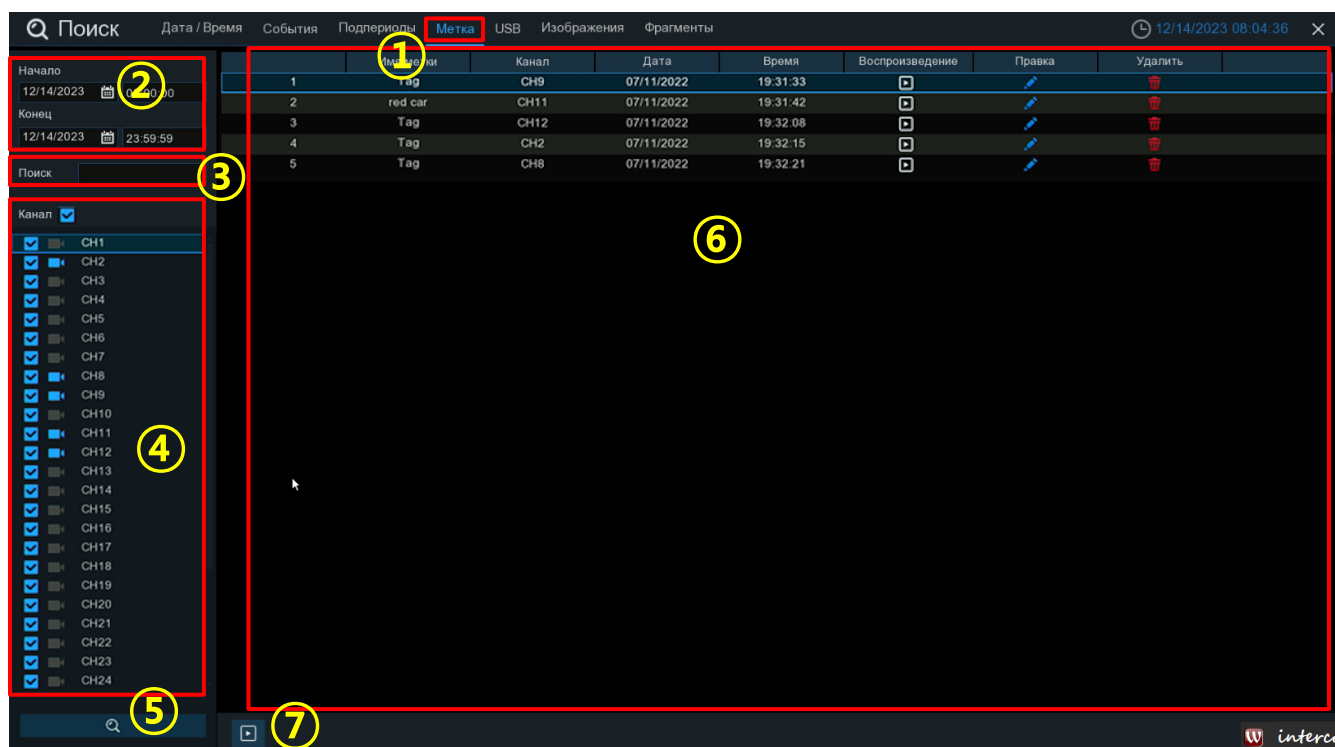 Поиск Дата / Время События Подпериоды Метка USB Изображения Фрагменты 12/14/2023 08:04:36
①
Канал Дата Время Воспроизведение Правка Удалить
Начало
②
12/14/2023
Конец
12/14/2023 23:59:59
Поиск
③
Канал
1 Tag CH9 07/11/2022 19:31:33
2 red car CH11 07/11/2022 19:31:42
3 Tag CH12 07/11/2022 19:32:08
4 Tag CH2 07/11/2022 19:32:15
5 Tag CH8 07/11/2022 19:32:21
⑥
CH1
CH2
CH3
CH4
CH5
CH6
CH7
CH8
CH9
CH10
CH11
CH12
④
CH13
CH14
CH15
CH16
CH17
CH18
CH19
CH20
CH21
CH22
CH23
CH24
⑤
⑦
W